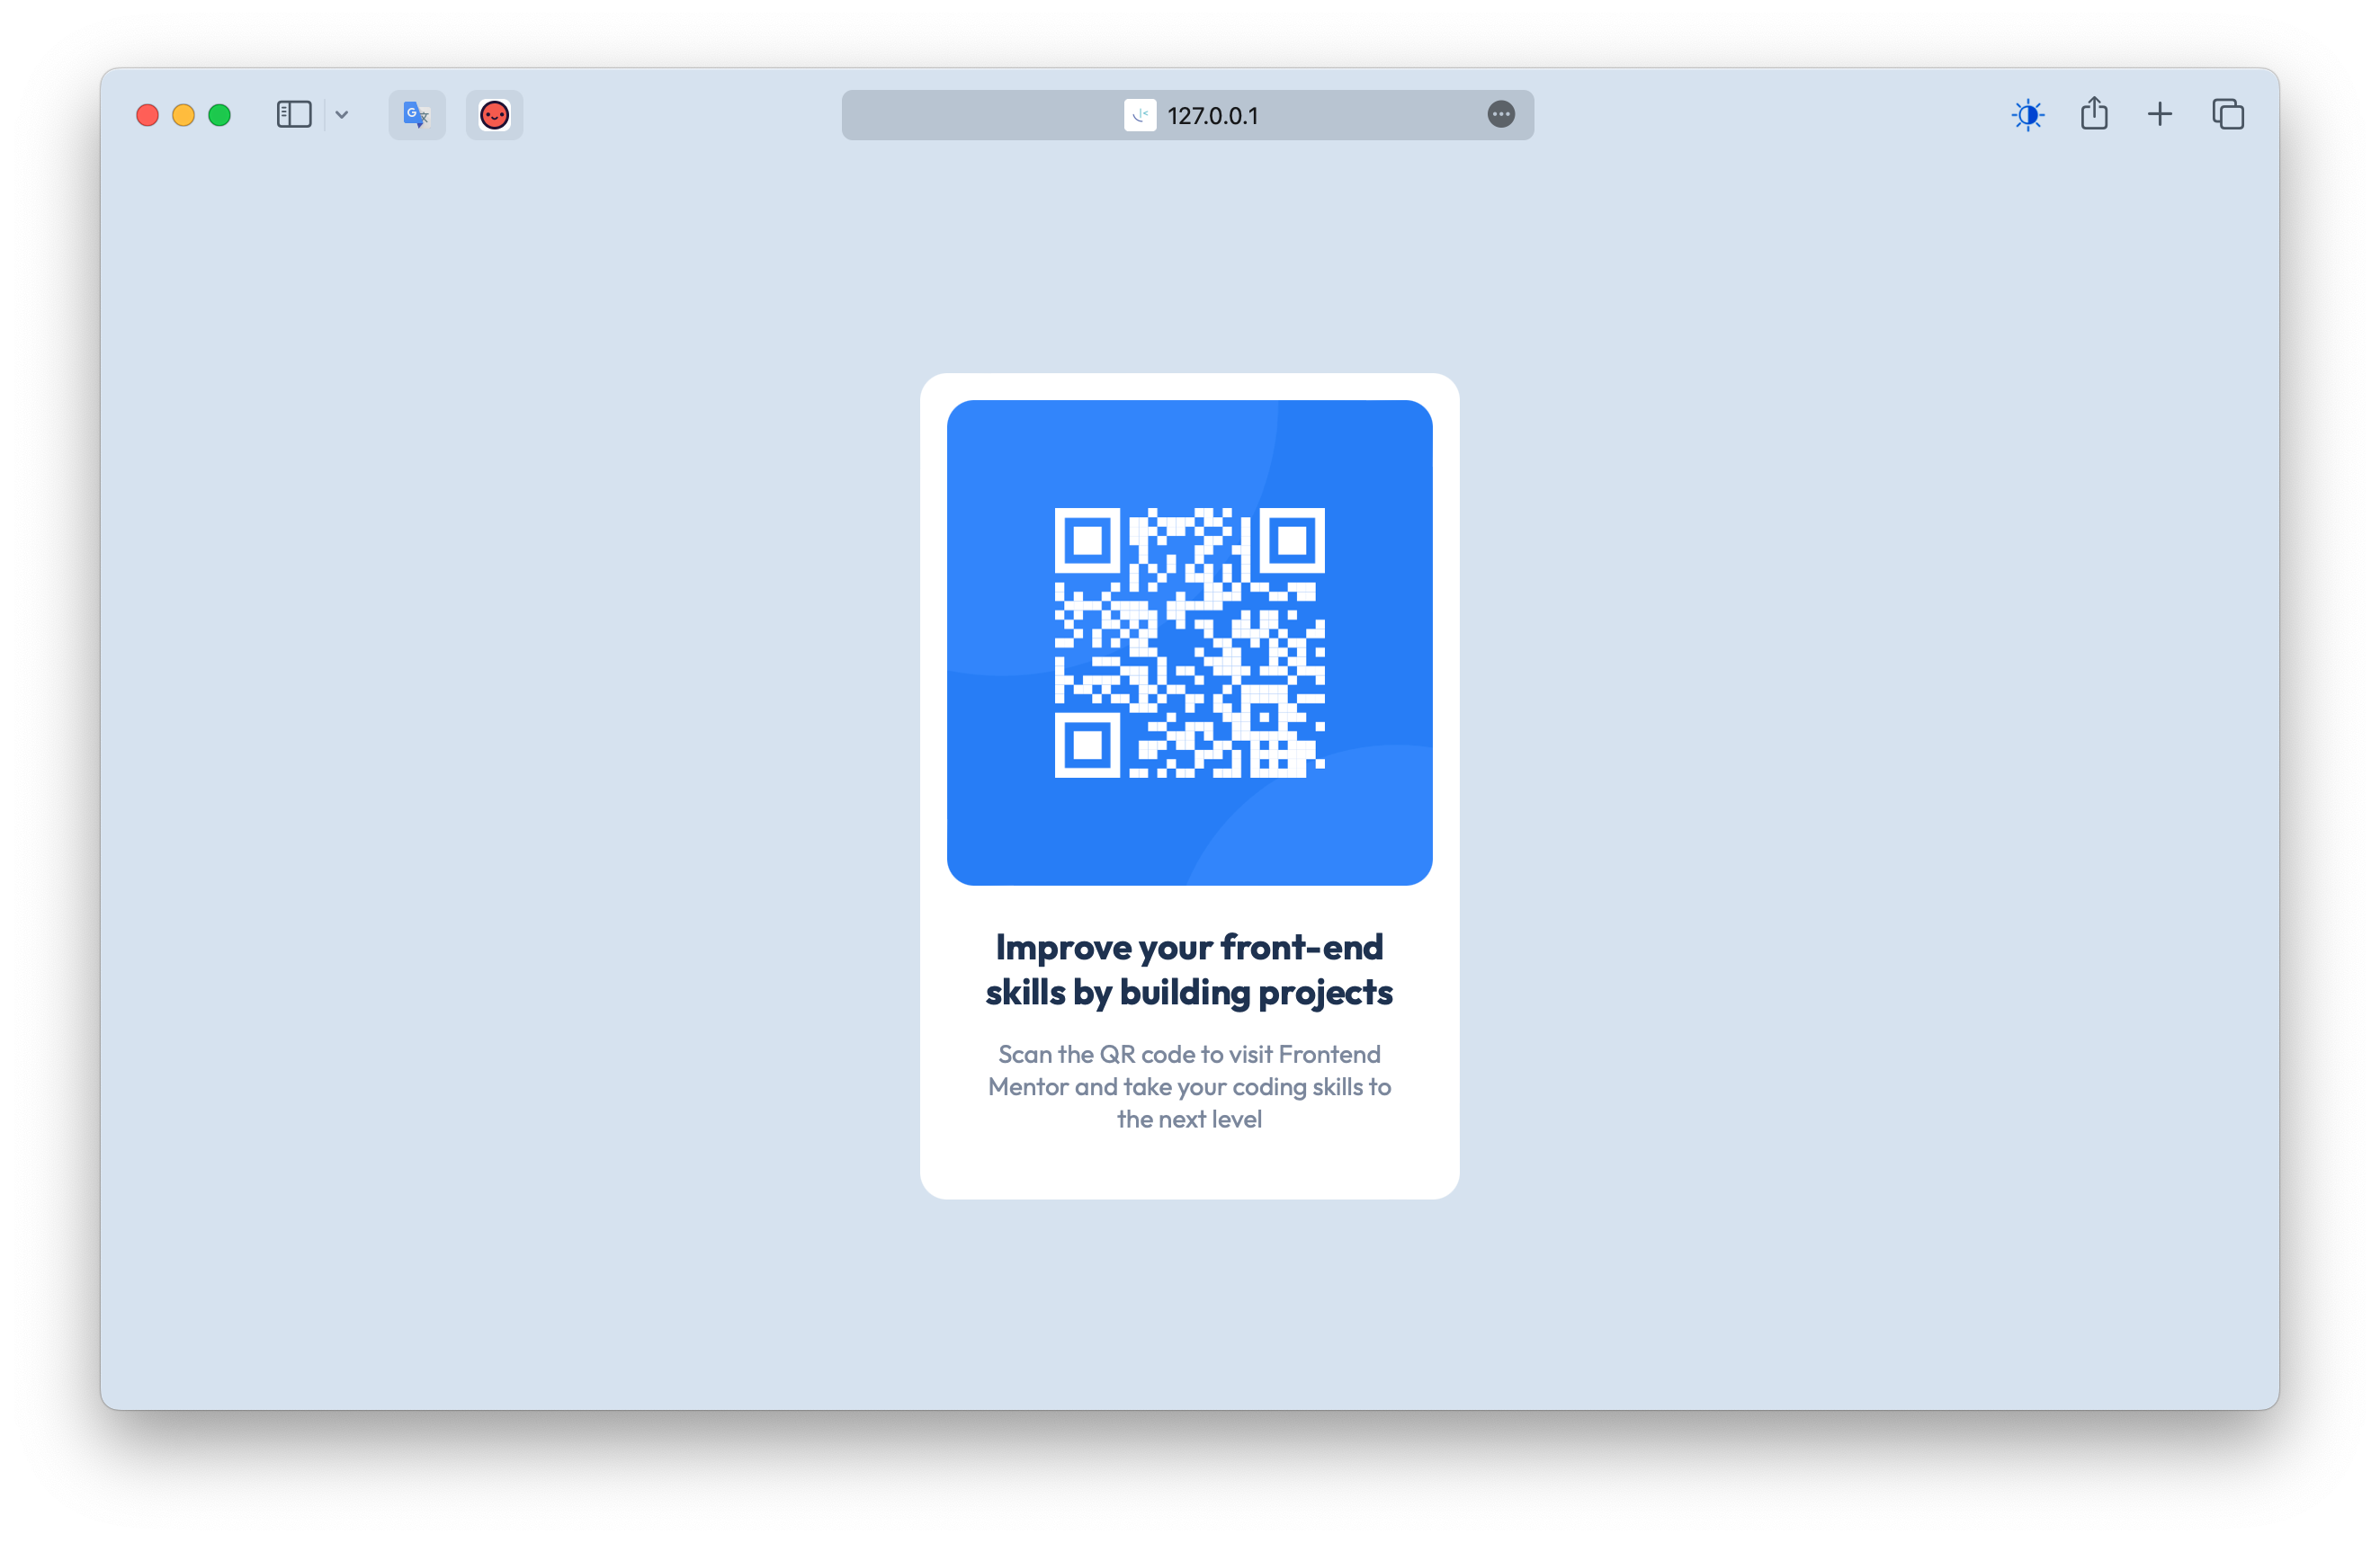 127.0.0.1
Improve your front-end
skills by building projects
Scan the QR code to visit Frontend
Mentor and take your coding skills to
the next level